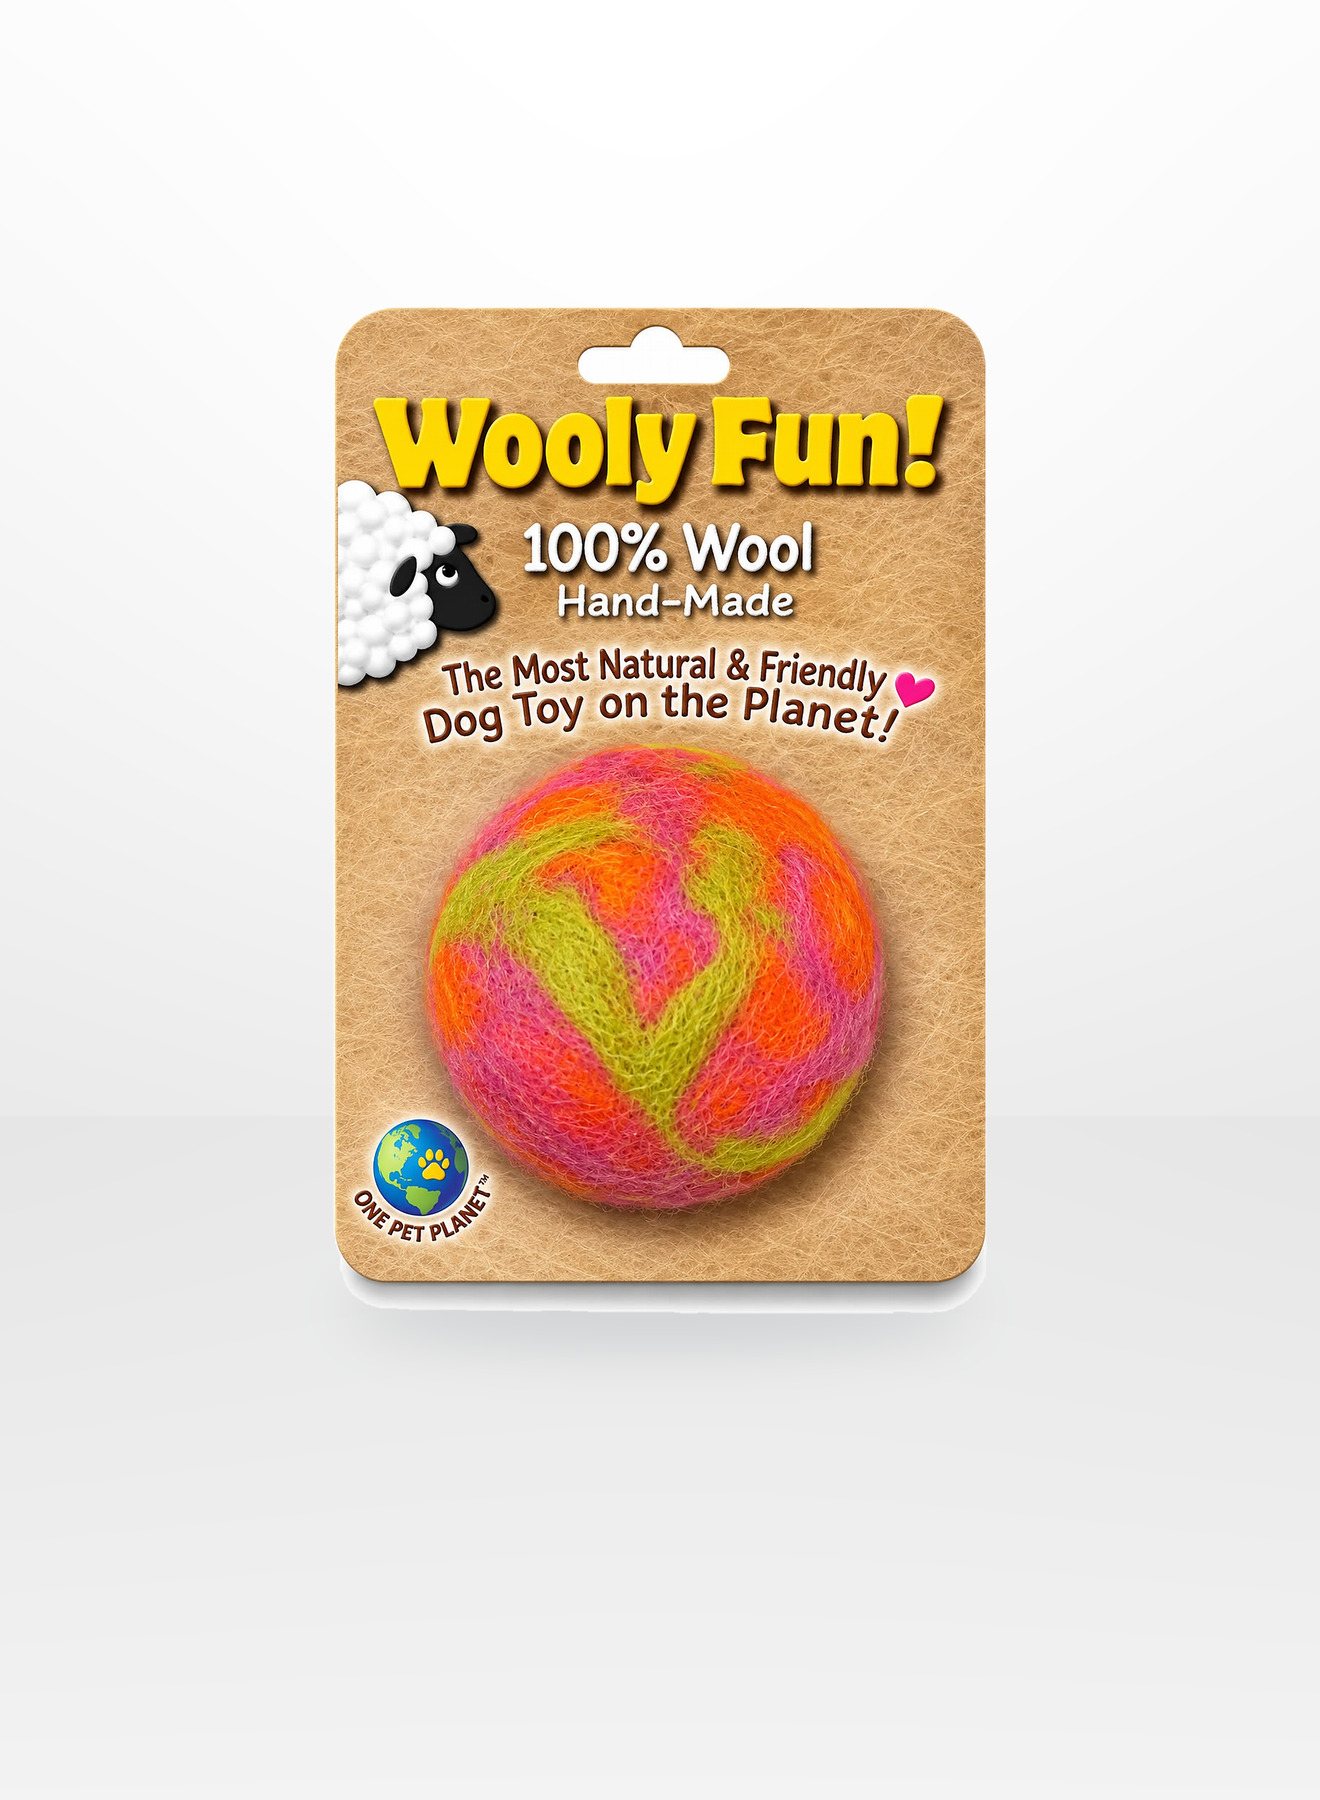 Wooly Fun!
100% Wool
Hand-Made
The Most Natural & Friendly
Dog Toy on the Planet!
ONE PET PLANET™